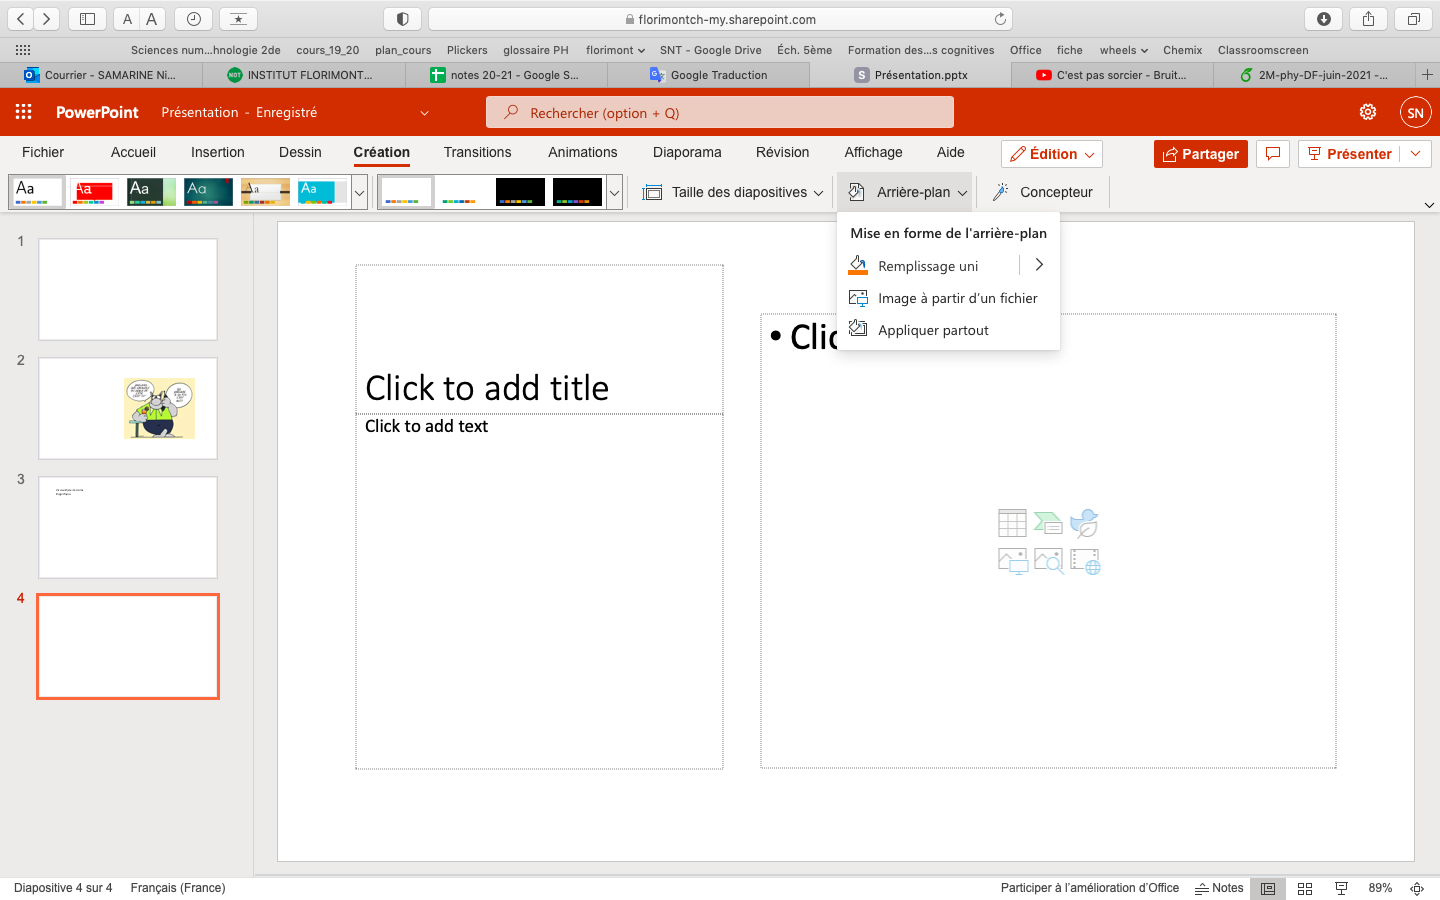 A A
florimontch-my.sharepoint.com
Sciences num...hnologie 2de cours_19_20 plan_cours Plickers glossaire PH florimont SNT - Google Drive Éch. 5ème Formation des...s cognitives Office fiche wheels Chemix Classroomscreen
Courrier - SAMARINE Ni... INSTITUT FLORIMONT... notes 20-21 - Google S... Google Traduction Présentation.pptx C'est pas sorcier - Bruit... 2M-phy-DF-juin-2021 -...
PowerPoint Présentation - Enregistré Rechercher (option + Q) SN
Fichier Accueil Insertion Dessin Création Transitions Animations Diaporama Révision Affichage Aide Édition Partager Présenter
Aa Aa Aa Aa Aa Aa Taille des diapositives Arrière-plan Concepteur
Mise en forme de l'arrière-plan
Remplissage uni
Image à partir d'un fichier
Appliquer partout
1
2
3
4
Click to add title
Click to add text
• Clic
Diapositive 4 sur 4 Français (France) Participer à l'amélioration d'Office Notes 89%